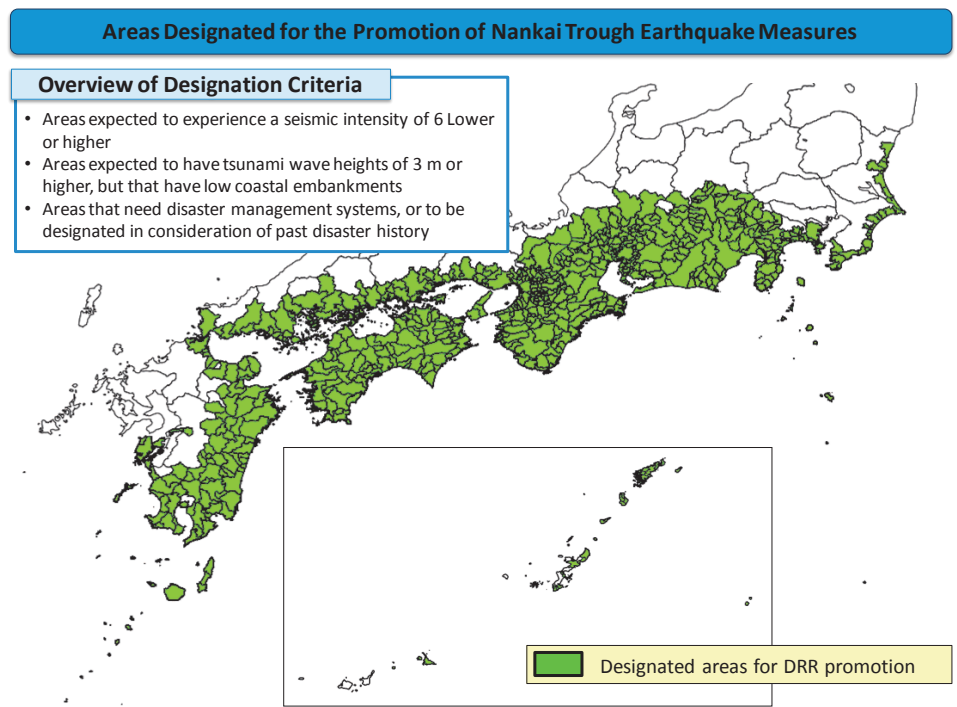 Areas Designated for the Promotion of Nankai Trough Earthquake Measures
Overview of Designation Criteria
• Areas expected to experience a seismic intensity of 6 Lower
or higher
• Areas expected to have tsunami wave heights of 3 m or
higher, but that have low coastal embankments
• Areas that need disaster management systems, or to be
designated in consideration of past disaster history
Designated areas for DRR promotion